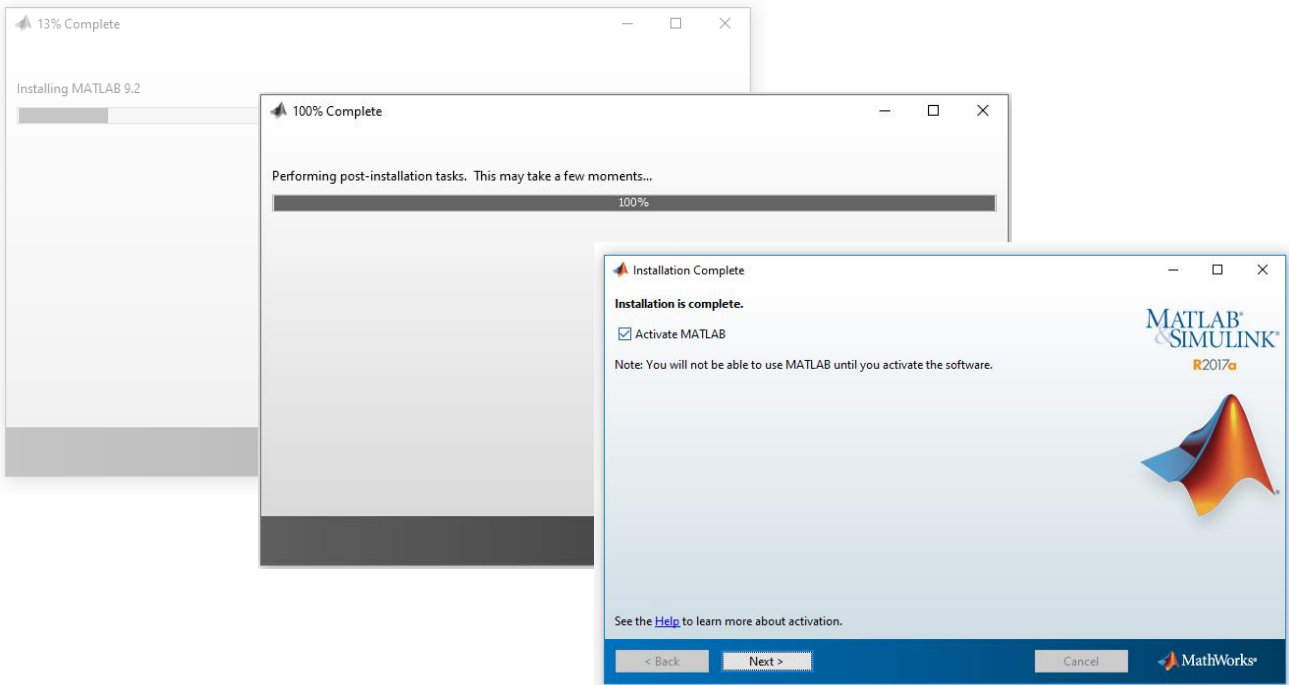 13% Complete
Installing MATLAB 9.2
100% Complete
Performing post-installation tasks. This may take a few moments...
100%
Installation Complete
Installation is complete.
Activate MATLAB
Note: You will not be able to use MATLAB until you activate the software.
MATLAB®
&SIMULINK®
R2017a
See the Help to learn more about activation.
< Back
Next >
Cancel
MathWorks®